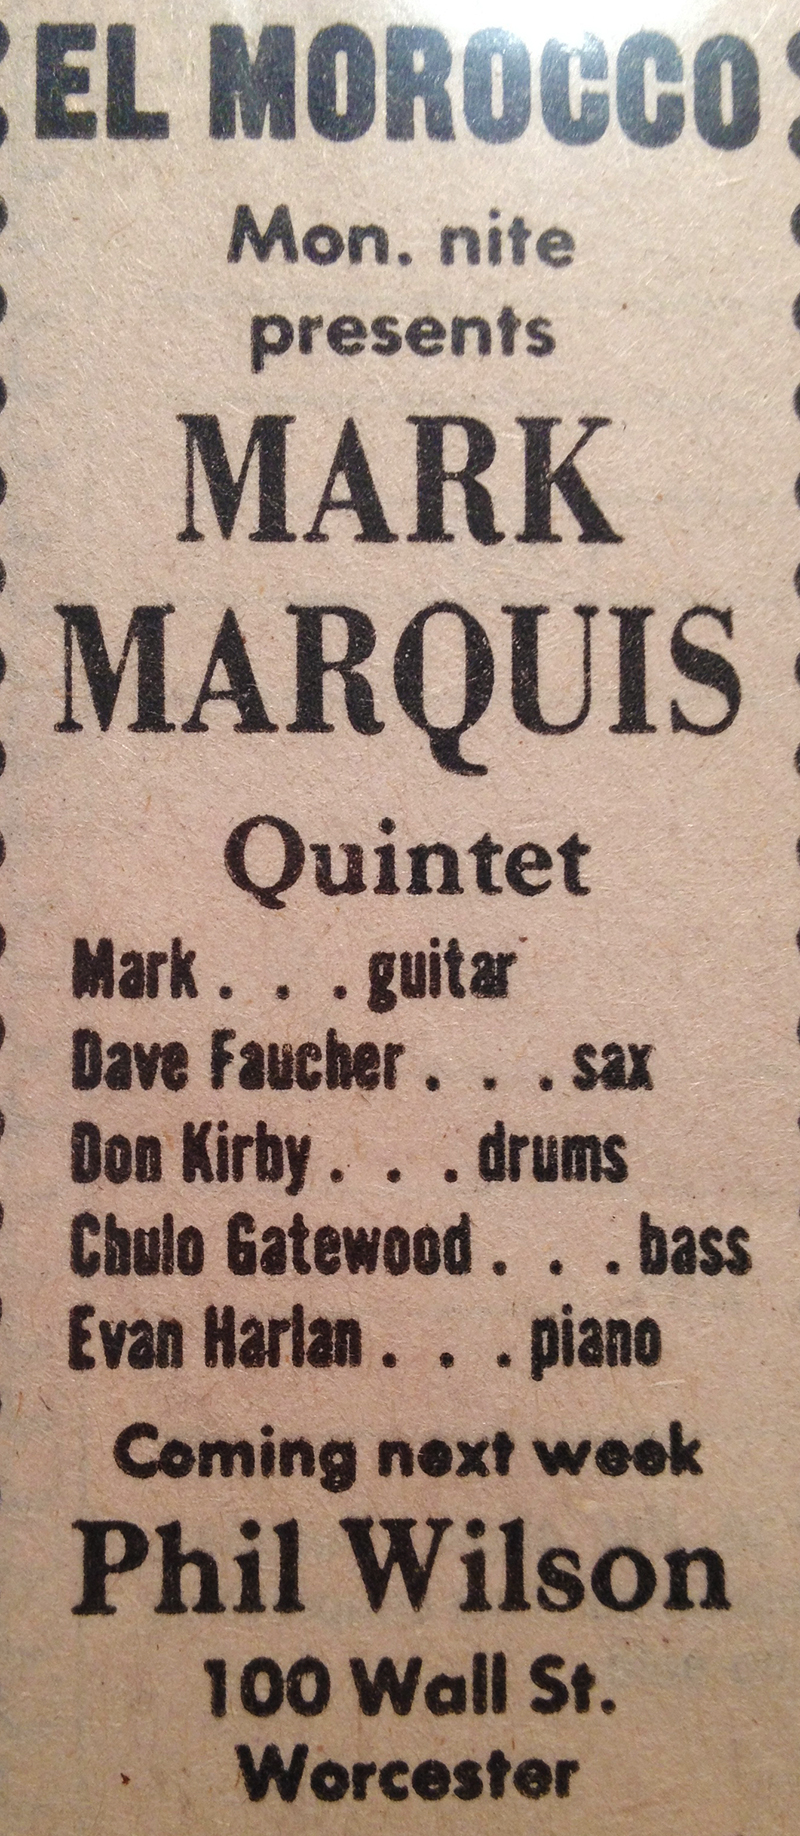 EL MOROCCO
Mon. nite
presents
MARK
MARQUIS
Quintet
Mark . . . guitar
Dave Faucher . . . sax
Don Kirby . . . drums
Chulo Gatewood . . . bass
Evan Harlan . . . piano
Coming next week
Phil Wilson
100 Wall St.
Worcester